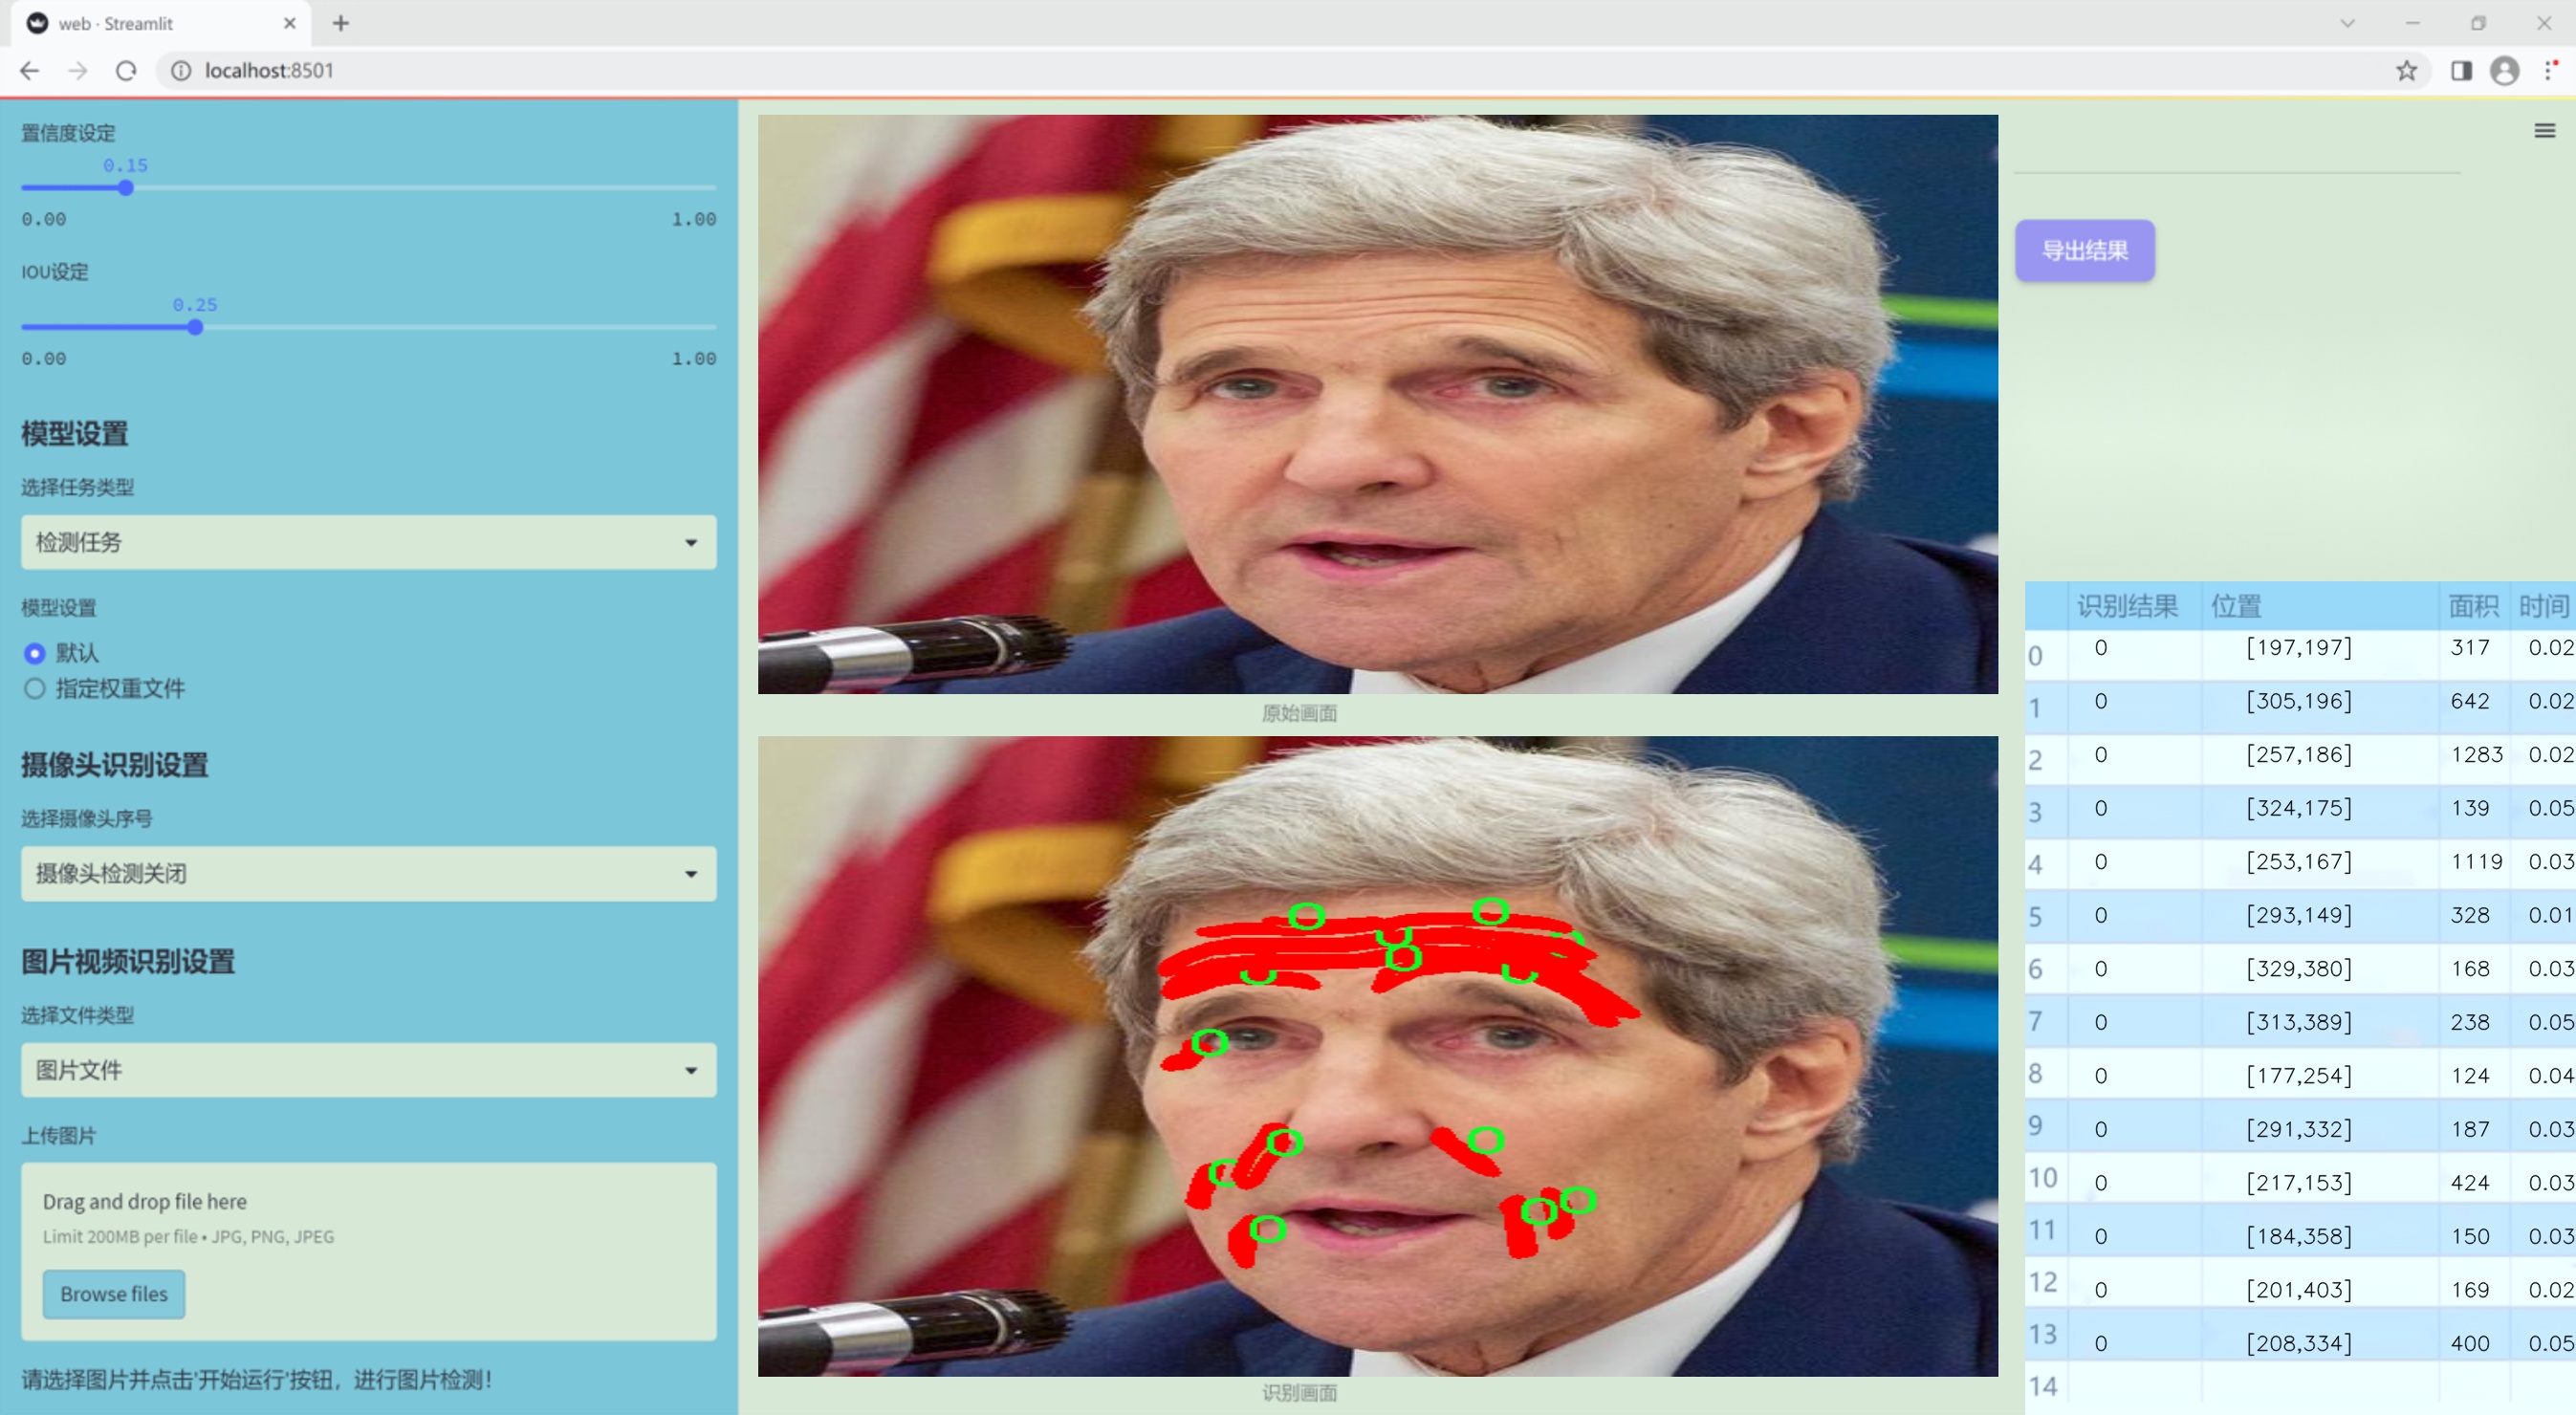 web · Streamlit
localhost:8501
置信度设定
0.15
0.00 1.00
IOU设定
0.25
0.00 1.00
模型设置
选择任务类型
检测任务
模型设置
默认
指定权重文件
摄像头识别设置
选择摄像头序号
摄像头检测关闭
图片视频识别设置
选择文件类型
图片文件
上传图片
Drag and drop file here
Limit 200MB per file • JPG, PNG, JPEG
Browse files
请选择图片并点击'开始运行'按钮，进行图片检测！
原始画面
识别画面
导出结果
识别结果 位置 面积 时间
0 0 [197,197] 317 0.02
1 0 [305,196] 642 0.02
2 0 [257,186] 1283 0.02
3 0 [324,175] 139 0.05
4 0 [253,167] 1119 0.03
5 0 [293,149] 328 0.01
6 0 [329,380] 168 0.03
7 0 [313,389] 238 0.05
8 0 [177,254] 124 0.04
9 0 [291,332] 187 0.03
10 0 [217,153] 424 0.03
11 0 [184,358] 150 0.03
12 0 [201,403] 169 0.02
13 0 [208,334] 400 0.05
14